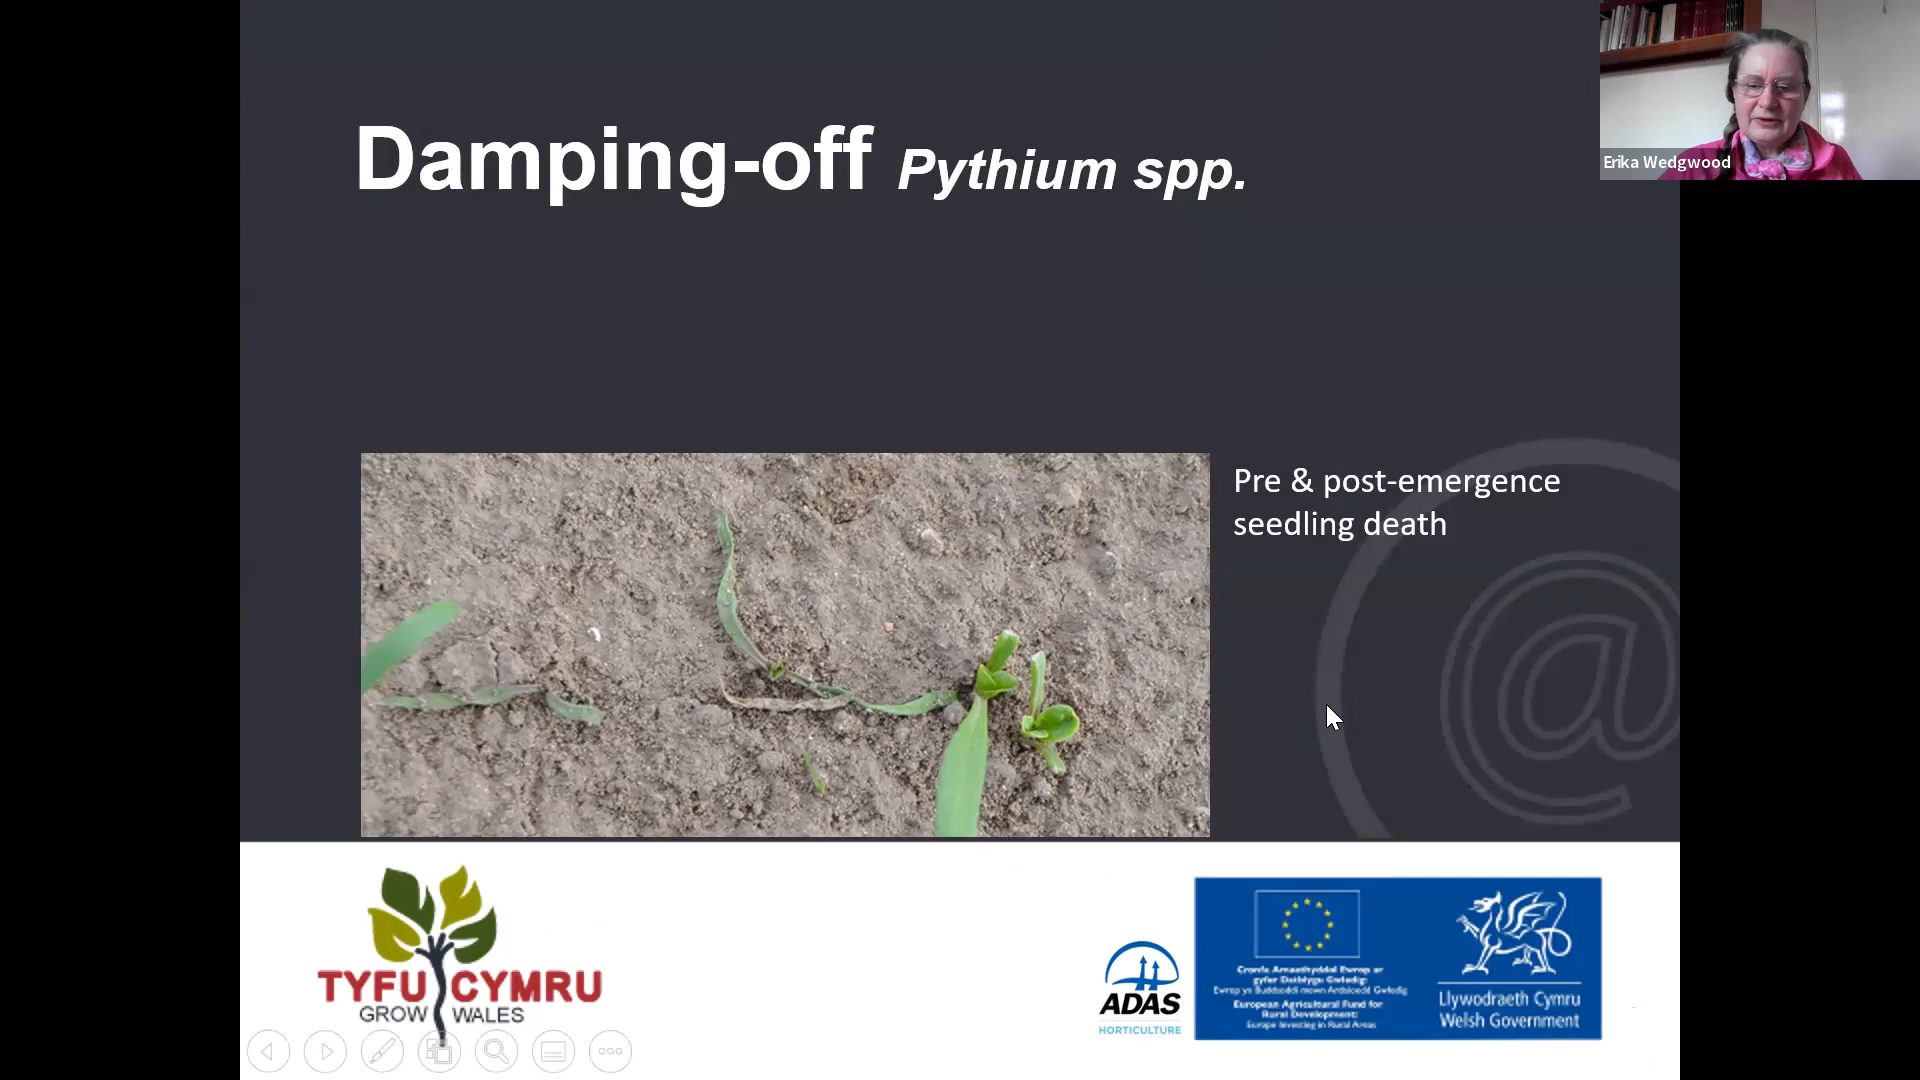 Damping-off Pythium spp.
Erika Wedgwood
Pre & post-emergence
seedling death
TYFU CYMRU
GROW WALES
ADAS
HORTICULTURE
Cronfa Amaethyddol Ewrop ar
gyfer Datblygu Gwledig:
Ewrop yn Buddsoddi mewn Ardaloedd Gwledig
European Agricultural Fund for
Rural Development:
Europe Investing in Rural Areas
Llywodraeth Cymru
Welsh Government